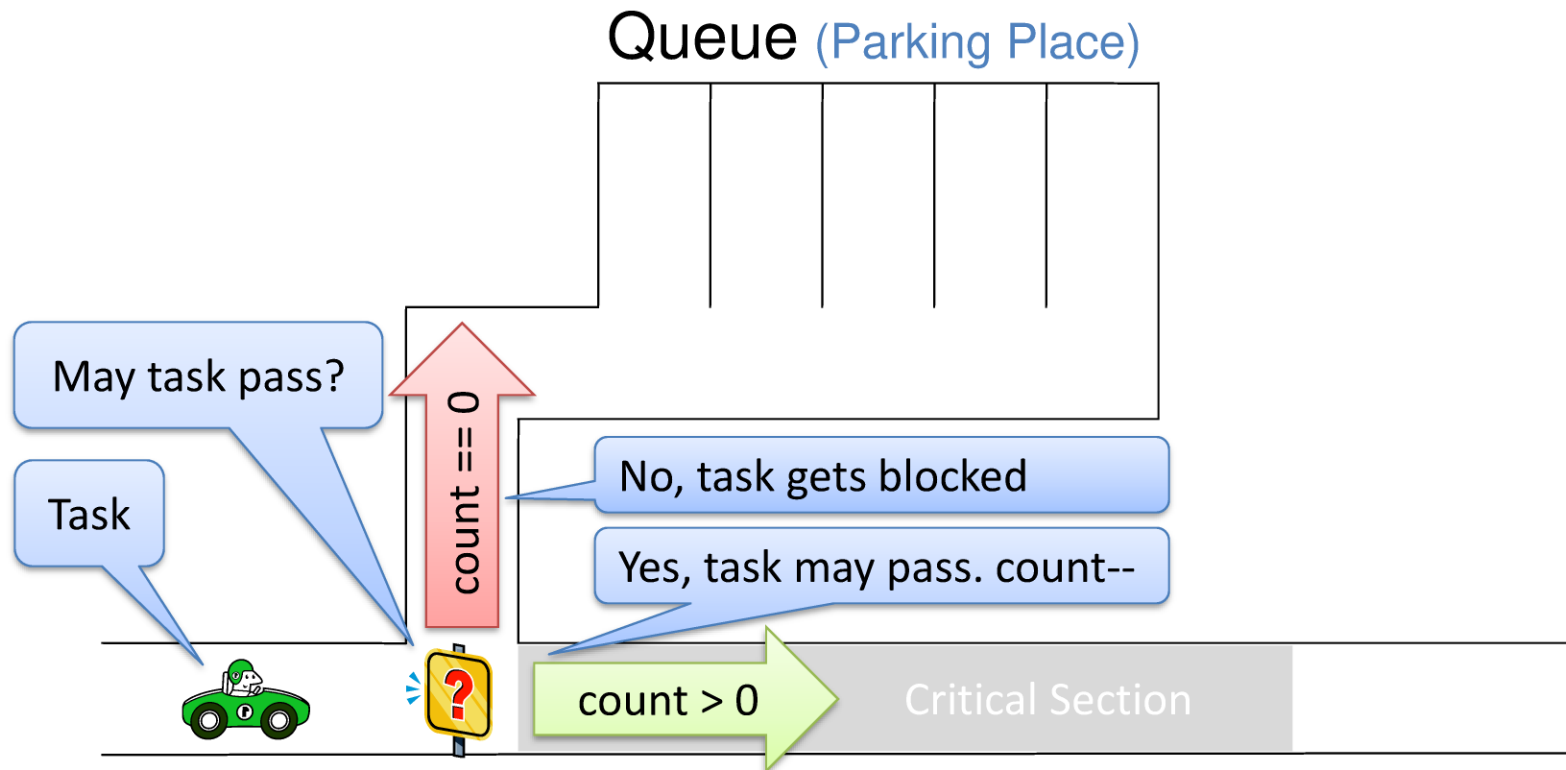 Queue (Parking Place)
May task pass?
Task
count == 0
No, task gets blocked
Yes, task may pass. count--
?
count > 0
Critical Section